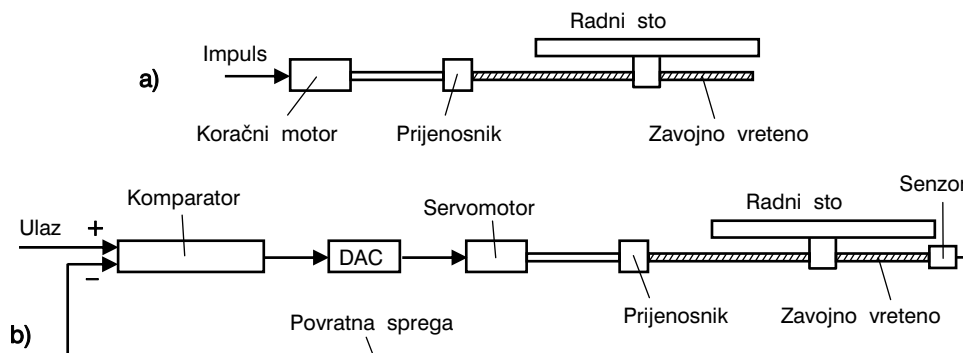 Radni sto
Impuls
a)
Koračni motor
Prijenosnik
Zavojno vreteno
Komparator
Senzor
Radni sto
Servomotor
Ulaz +
DAC
−
Prijenosnik
Zavojno vreteno
Povratna sprega
b)